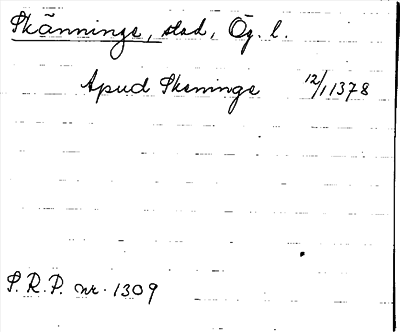 Skänninge, stad, Ög. l.
Apud Skeninge 12/1 1378
S.R.P. nr. 1309